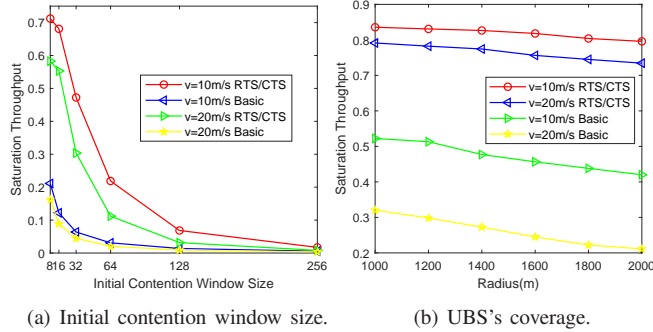 0.7
0.6
0.5
0.4
0.3
0.2
0.1
0
Saturation Throughput
v=10m/s RTS/CTS
v=10m/s Basic
v=20m/s RTS/CTS
v=20m/s Basic
8 16 32 64 128 256
Initial Contention Window Size
(a) Initial contention window size.
0.9
0.8
0.7
0.6
0.5
0.4
0.3
0.2
Saturation Throughput
v=10m/s RTS/CTS
v=20m/s RTS/CTS
v=10m/s Basic
v=20m/s Basic
1000 1200 1400 1600 1800 2000
Radius(m)
(b) UBS's coverage.